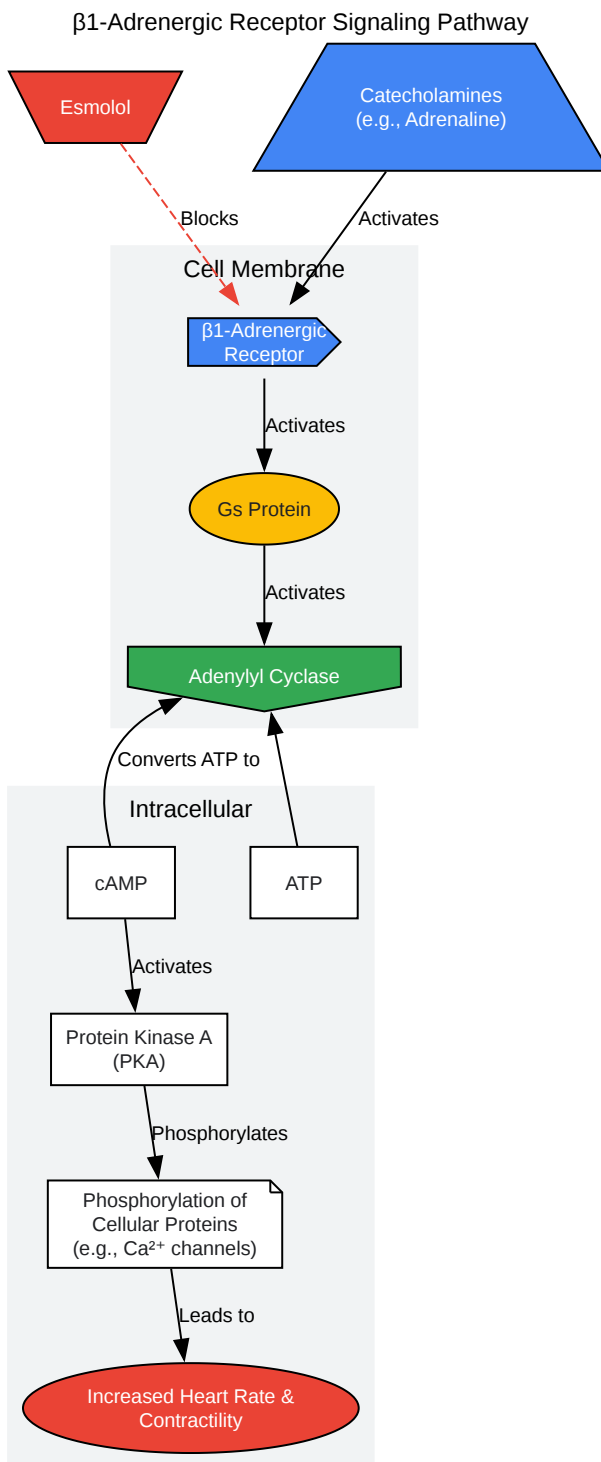 β1-Adrenergic Receptor Signaling Pathway
Esmolol
Catecholamines
(e.g., Adrenaline)
Blocks
Activates
Cell Membrane
β1-Adrenergic
Receptor
Activates
Gs Protein
Activates
Adenylyl Cyclase
Converts ATP to
Intracellular
cAMP
ATP
Activates
Protein Kinase A
(PKA)
Phosphorylates
Phosphorylation of
Cellular Proteins
(e.g., Ca²⁺ channels)
Leads to
Increased Heart Rate &
Contractility